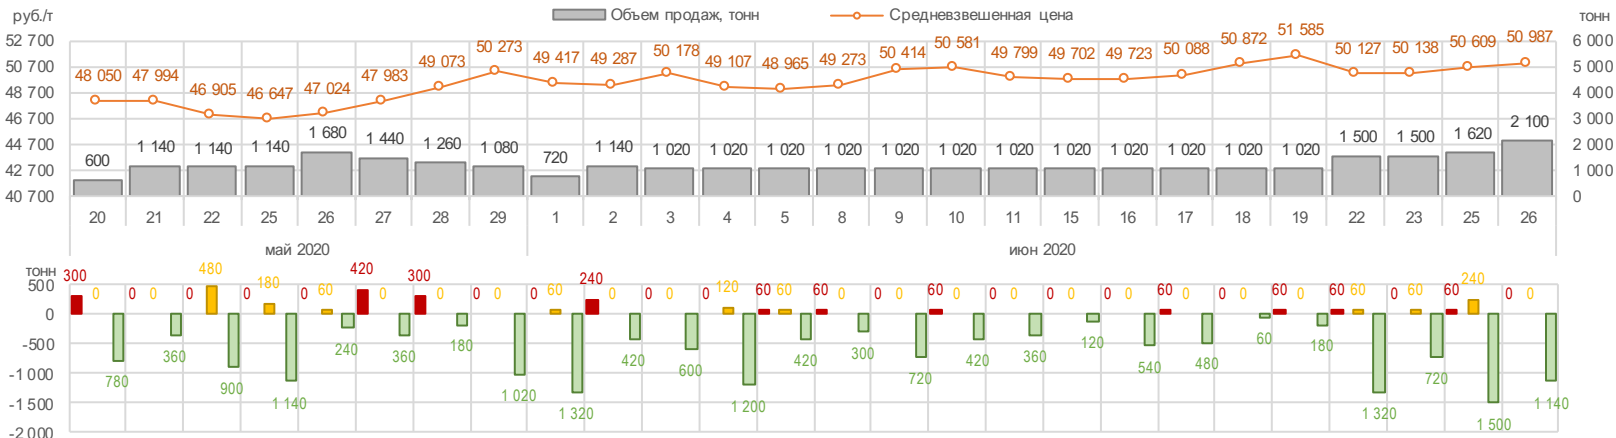 руб./т Объем продаж, тонн Средневзвешенная цена тонн
52 700 6 000
50 700 5 000
48 700 4 000
46 700 3 000
44 700 2 000
42 700 1 000
40 700 0
48 050 47 994 46 905 46 647 47 024 47 983 49 073 50 273 49 417 49 287 50 178 49 107 48 965 49 273 50 414 50 581 49 799 49 702 49 723 50 088 50 872 51 585 50 127 50 138 50 609 50 987
600 1 140 1 140 1 140 1 680 1 440 1 260 1 080 720 1 140 1 020 1 020 1 020 1 020 1 020 1 020 1 020 1 020 1 020 1 020 1 020 1 020 1 500 1 500 1 620 2 100
20 21 22 25 26 27 28 29 1 2 3 4 5 8 9 10 11 15 16 17 18 19 22 23 25 26
май 2020 июн 2020
тонн
500
0
-500
-1 000
-1 500
-2 000
300 0 0 0 0 480 0 180 0 60 420 0 300 0 0 60 240 0 0 0 0 120 60 60 60 0 0 0 60 0 0 0 0 0 0 0 60 0 0 0 60 0 60 60 0 60 60 240 0 0
780 360 900 1 140 240 360 180 1 020 1 320 420 600 1 200 420 300 720 420 360 120 540 480 60 180 1 320 720 1 500 1 140